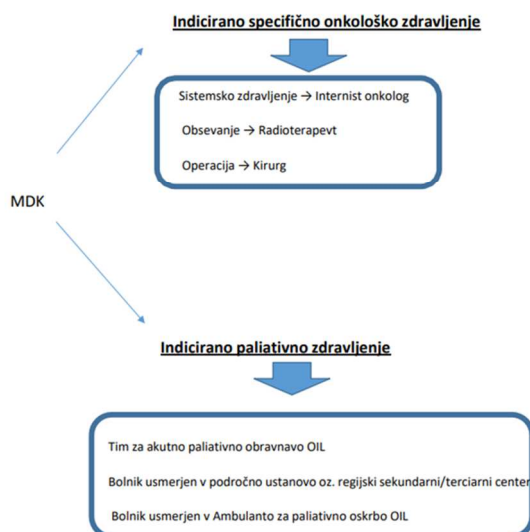 Indicirano specifično onkološko zdravljenje
Sistemsko zdravljenje → Internist onkolog
Obsevanje → Radioterapevt
Operacija → Kirurg
MDK
Indicirano paliativno zdravljenje
Tim za akutno paliativno obravnavo OIL
Bolnik usmerjen v področno ustanovo oz. regijski sekundarni/terciarni center
Bolnik usmerjen v Ambulanto za paliativno oskrbo OIL